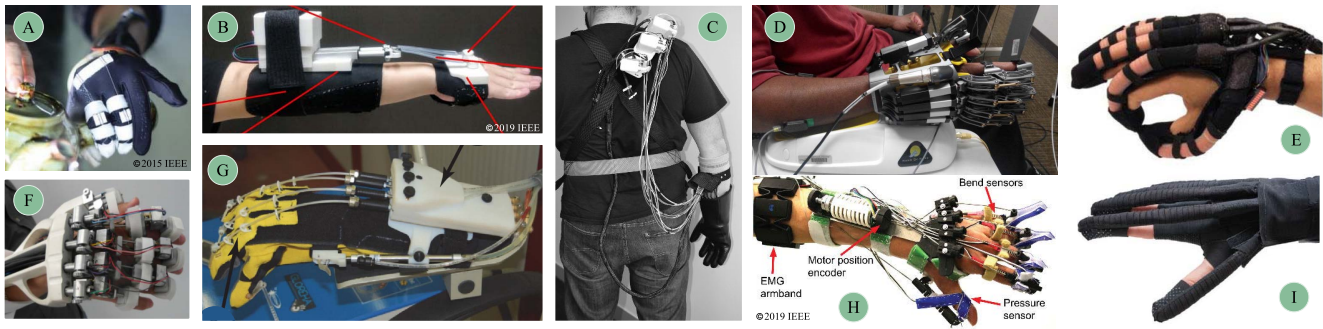 A
©2015 IEEE
B
©2019 IEEE
C
D
E
F
G
Bend sensors
Motor position
encoder
EMG
armband
Pressure
sensor
H
©2019 IEEE
I